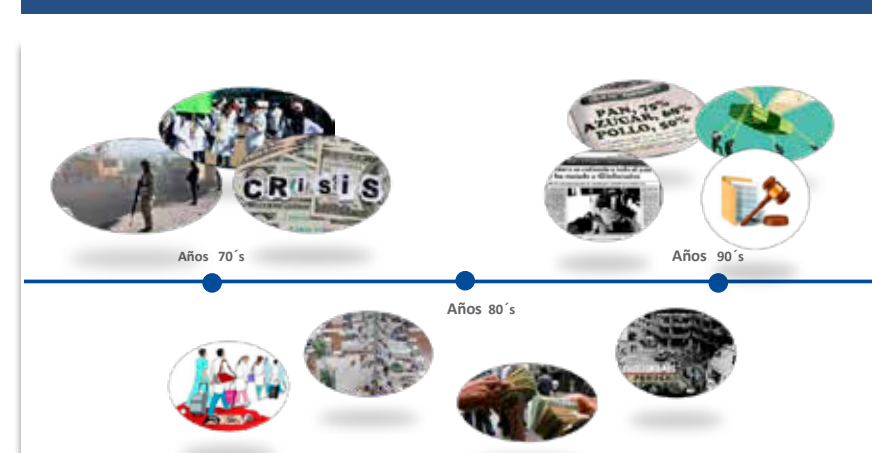 PAN, 75%
AZUCAR, 60%
POLLO, 50%
CRisis
Años 70´s
Años 90´s
Años 80´s